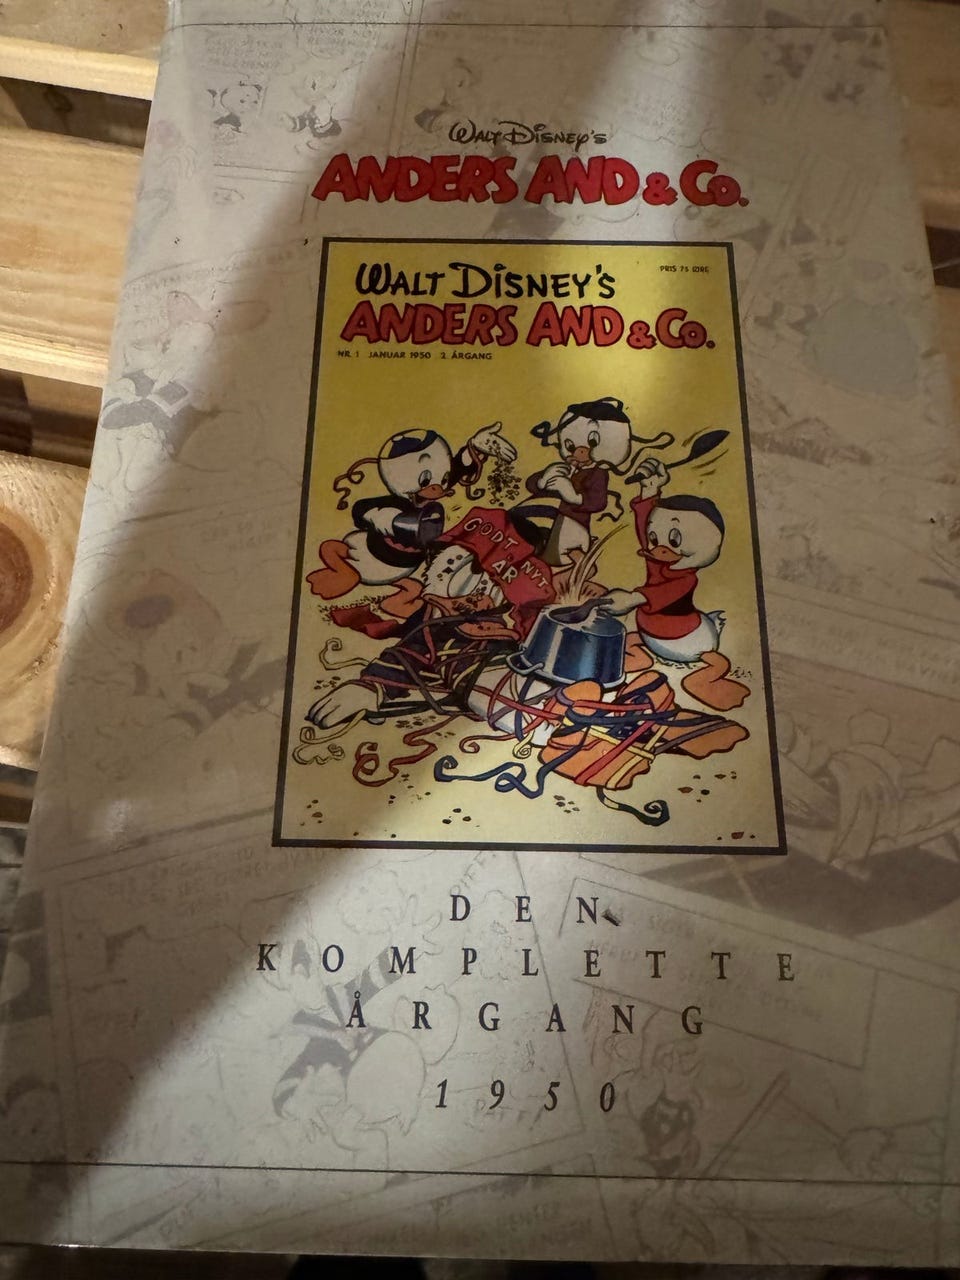 Walt Disney's
ANDERS AND & Co.
WALT DISNEY'S
PRIS 75 ØRE
ANDERS AND & Co.
NR. 1 JANUAR 1950 2. ÅRGANG
GODT
NYT-
ÅR
DEN
KOMPLETTE
ÅRGANG
1950